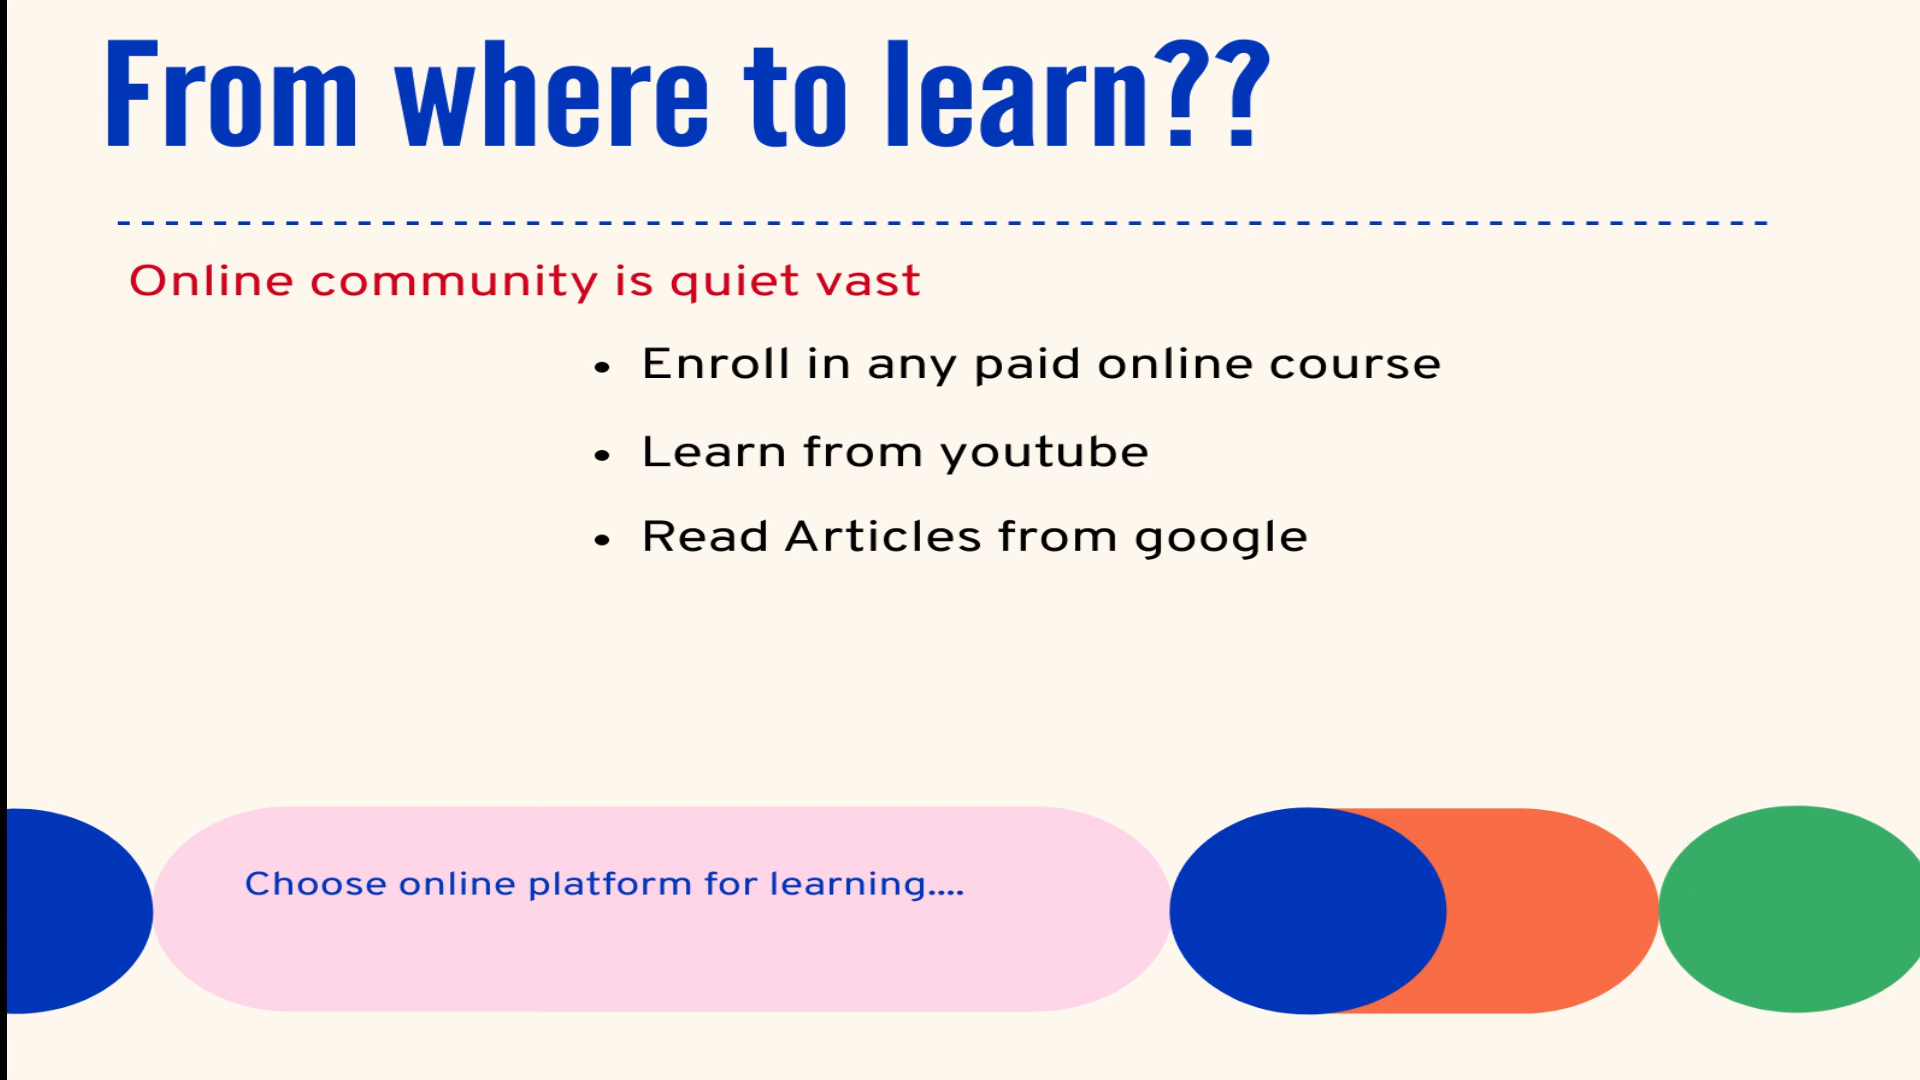 From where to learn??
Online community is quiet vast
• Enroll in any paid online course
• Learn from youtube
• Read Articles from google
Choose online platform for learning....